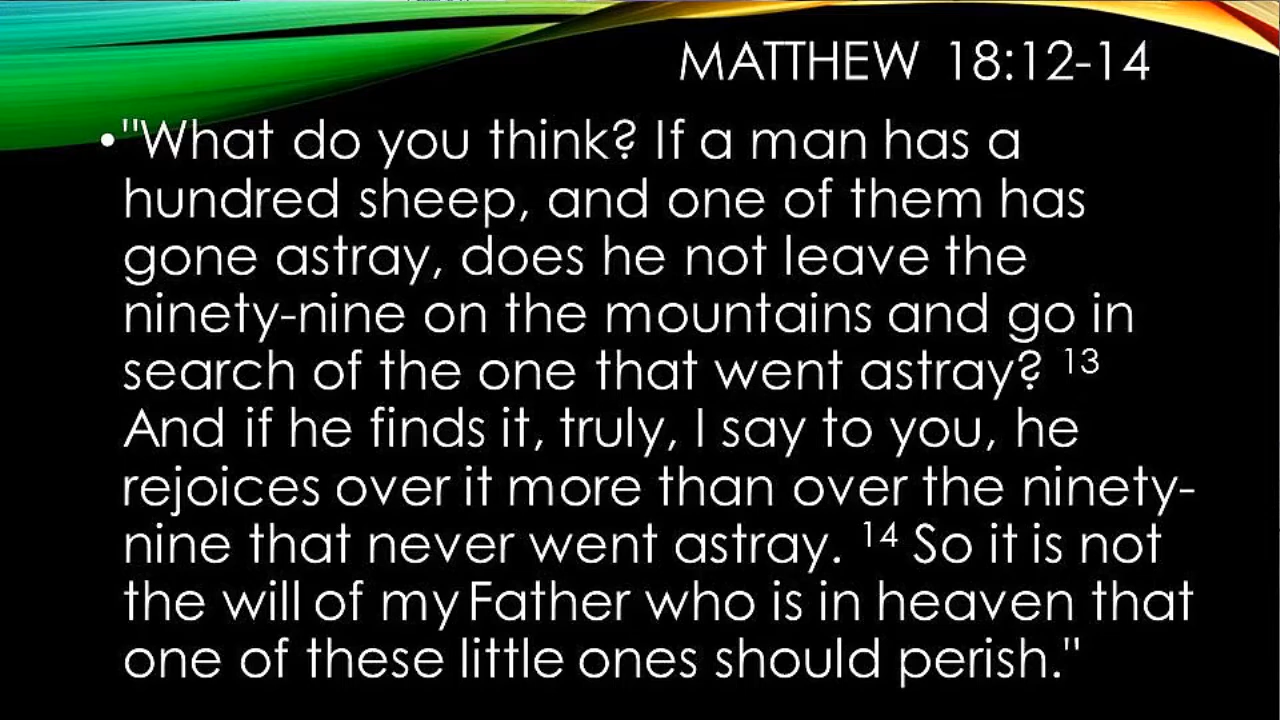 MATTHEW 18:12-14
•"What do you think? If a man has a
hundred sheep, and one of them has
gone astray, does he not leave the
ninety-nine on the mountains and go in
search of the one that went astray? 13
And if he finds it, truly, I say to you, he
rejoices over it more than over the ninety-
nine that never went astray. 14 So it is not
the will of my Father who is in heaven that
one of these little ones should perish."